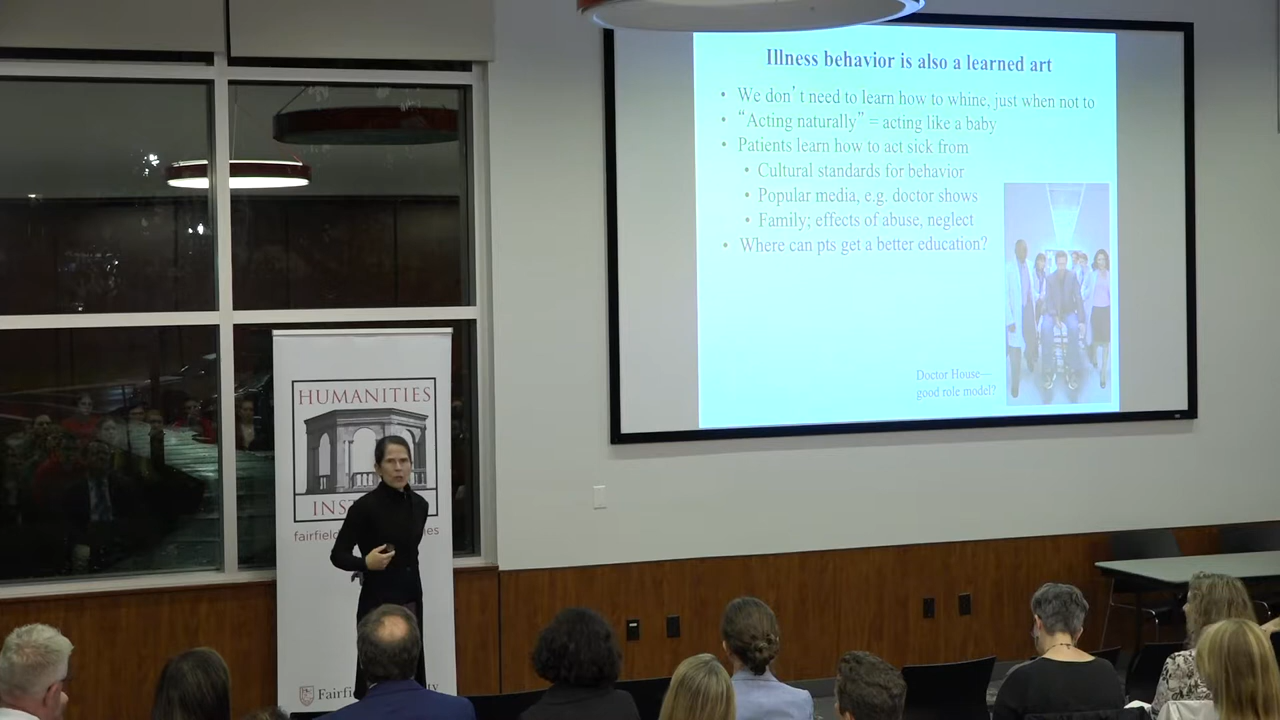 Illness behavior is also a learned art
• We don't need to learn how to whine, just when not to
• "Acting naturally" = acting like a baby
• Patients learn how to act sick from
• Cultural standards for behavior
• Popular media, e.g. doctor shows
• Family; effects of abuse, neglect
• Where can pts get a better education?
Doctor House—
good role model?
HUMANITIES
INS
fairfield
es
Fairfi
y